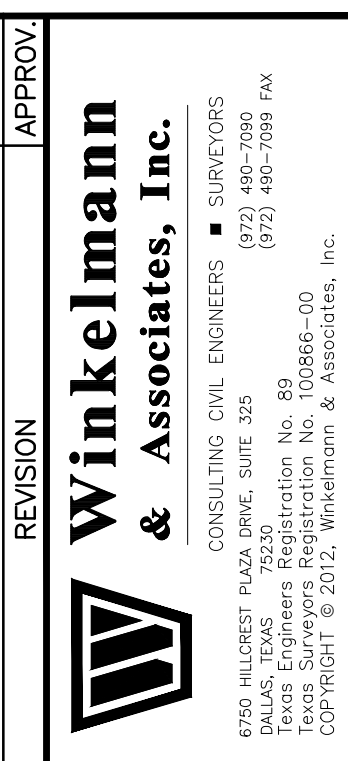 REVISION APPROV.
W
Winkelmann
& Associates, Inc.
CONSULTING CIVIL ENGINEERS ■ SURVEYORS
6750 HILLCREST PLAZA DRIVE, SUITE 325 (972) 490-7090
DALLAS, TEXAS 75230 (972) 490-7099 FAX
Texas Engineers Registration No. 89
Texas Surveyors Registration No. 100866-00
COPYRIGHT © 2012, Winkelmann & Associates, Inc.